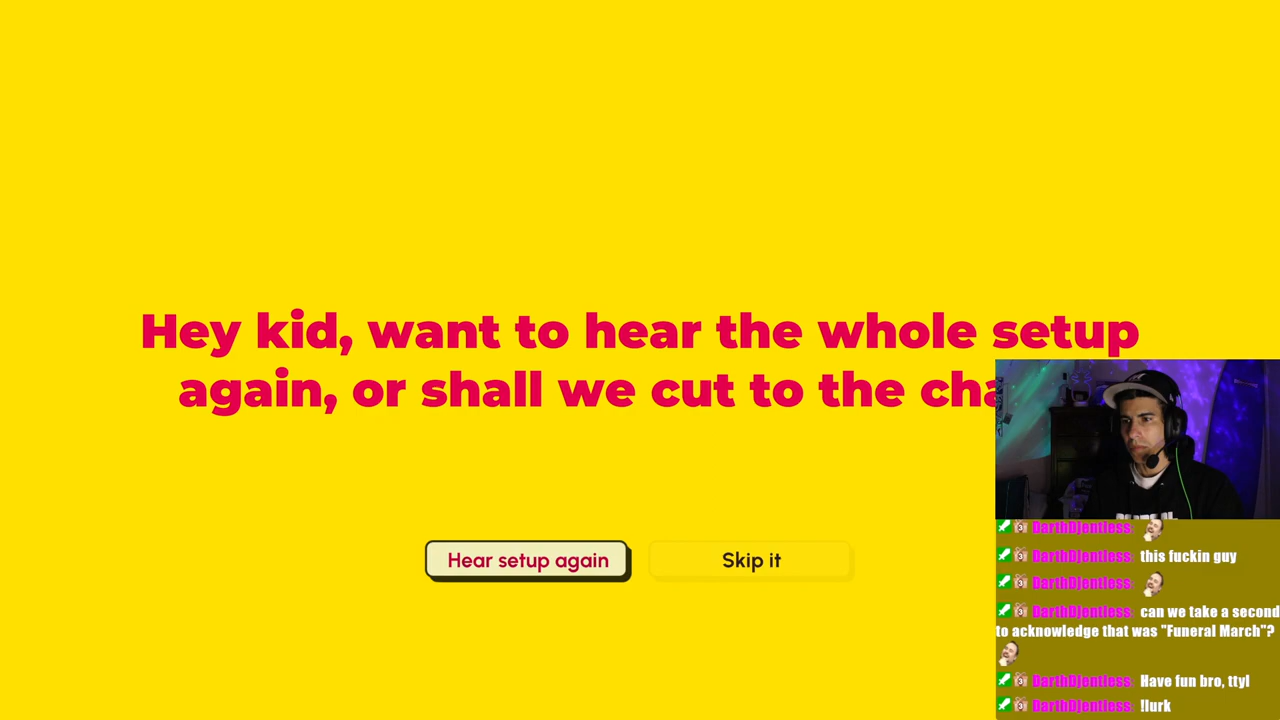 Hey kid, want to hear the whole setup
again, or shall we cut to the
Hear setup again
Skip it
DarthDjentless:
DarthDjentless: this fuckin guy
DarthDjentless:
DarthDjentless: can we take a second
to acknowledge that was "Funeral March"?
DarthDjentless: Have fun bro, ttyl
DarthDjentless: !lurk